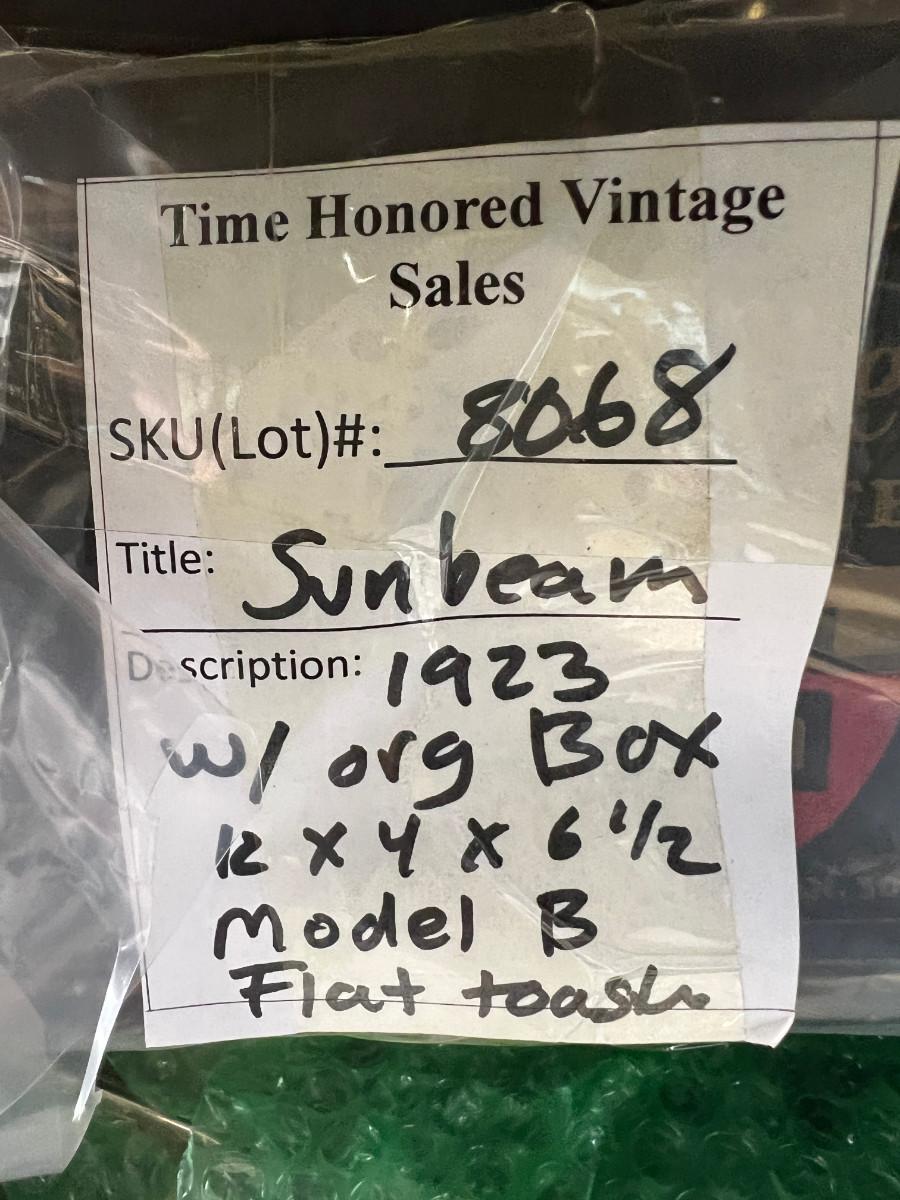 Time Honored Vintage
Sales
SKU(Lot)#: 8068
Title: Sunbeam
Description: 1923
w/ org Box
12 x 4 x 6 1/2
Model B
Flat